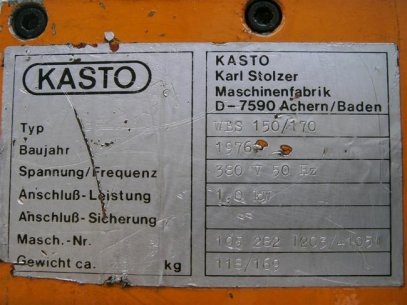 KASTO
KASTO
Karl Stolzer
Maschinenfabrik
D-7590 Achern/Baden
Typ
150/170
Baujahr 1976
Spannung/Frequenz 380 V 50 Hz
Anschluß-Leistung
Anschluß-Sicherung
Masch.-Nr.
Gewicht ca. kg